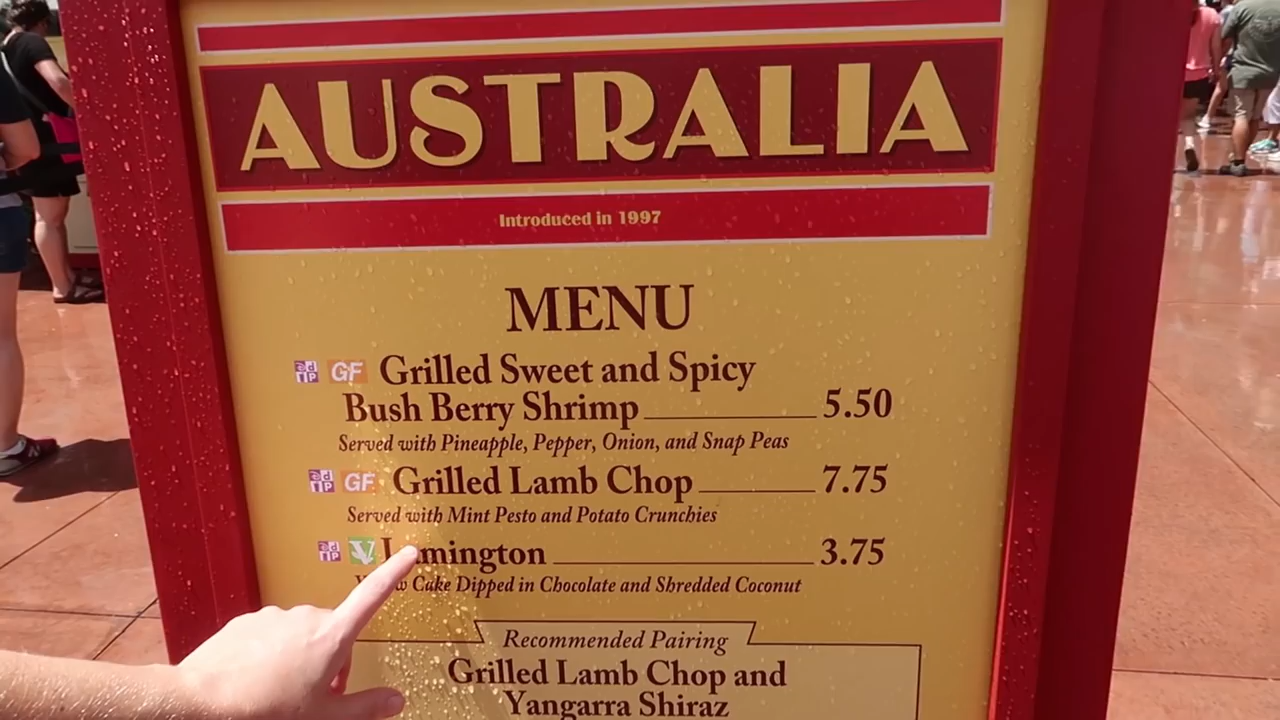 AUSTRALIA
Introduced in 1997
MENU
GF Grilled Sweet and Spicy
Bush Berry Shrimp 5.50
Served with Pineapple, Pepper, Onion, and Snap Peas
GF Grilled Lamb Chop 7.75
Served with Mint Pesto and Potato Crunchies
V Lamington 3.75
Cake Dipped in Chocolate and Shredded Coconut
Recommended Pairing
Grilled Lamb Chop and
Yangarra Shiraz